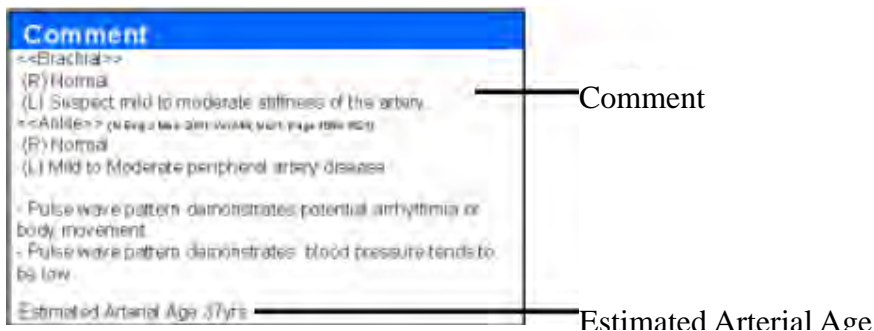 Comment
<<Brachial>>
(R) Normal
(L) Suspect mild to moderate stiffness of the artery.
Comment
<<Ankle>>
(R) Normal
(L) Mild to Moderate peripheral artery disease
- Pulse wave pattern demonstrates potential arrhythmia or
body movement
- Pulse wave pattern demonstrates blood pressure tends to
be low
Estimated Arterial Age 37yrs
Estimated Arterial Age